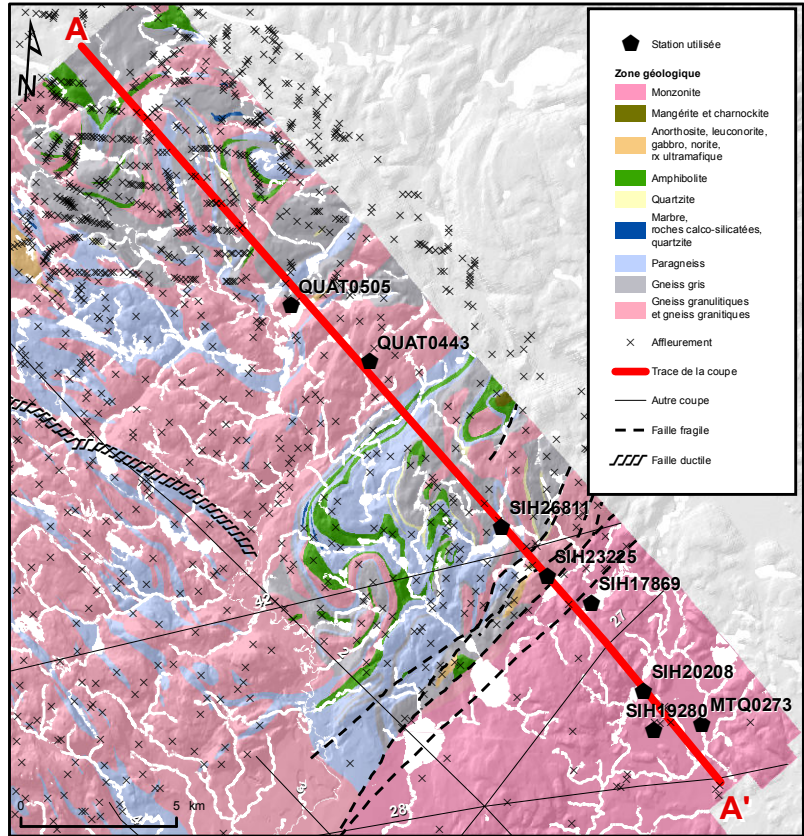 A
N
Station utilisée
Zone géologique
Monzonite
Mangérite et charnockite
Anorthosite, leuconorite,
gabbro, norite,
rx ultramafique
Amphibolite
Quartzite
Marbre,
roches calco-silicatées,
quartzite
Paragneiss
Gneiss gris
Gneiss granulitiques
et gneiss granitiques
Affleurement
Trace de la coupe
Autre coupe
Faille fragile
Faille ductile
QUAT0505
QUAT0443
SIH26811
SIH23225
SIH17869
42
27
2
SIH20208
MTQ0273
SIH19280
3
28
A'
0 5 km